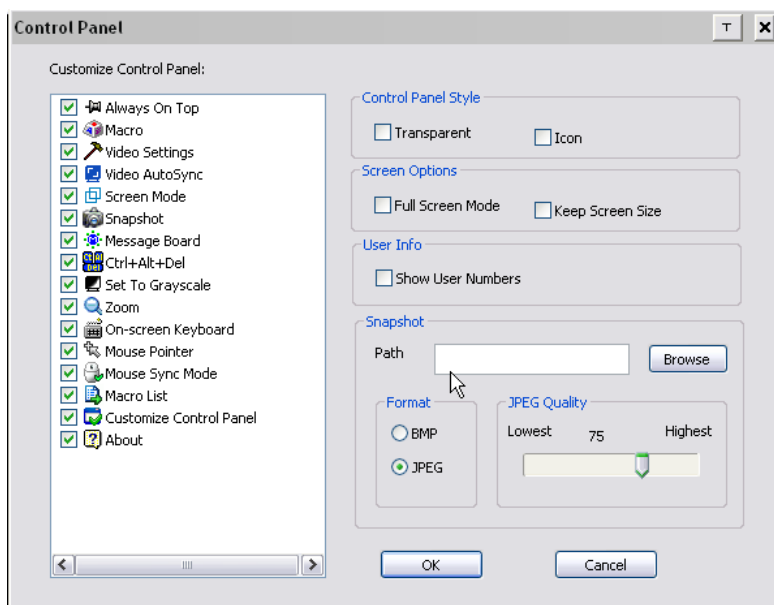 Control Panel
Customize Control Panel:
Always On Top
Macro
Video Settings
Video AutoSync
Screen Mode
Snapshot
Message Board
Ctrl+Alt+Del
Set To Grayscale
Zoom
On-screen Keyboard
Mouse Pointer
Mouse Sync Mode
Macro List
Customize Control Panel
About
Control Panel Style
Transparent
Icon
Screen Options
Full Screen Mode
Keep Screen Size
User Info
Show User Numbers
Snapshot
Path
Browse
Format
BMP
JPEG
JPEG Quality
Lowest 75 Highest
OK
Cancel